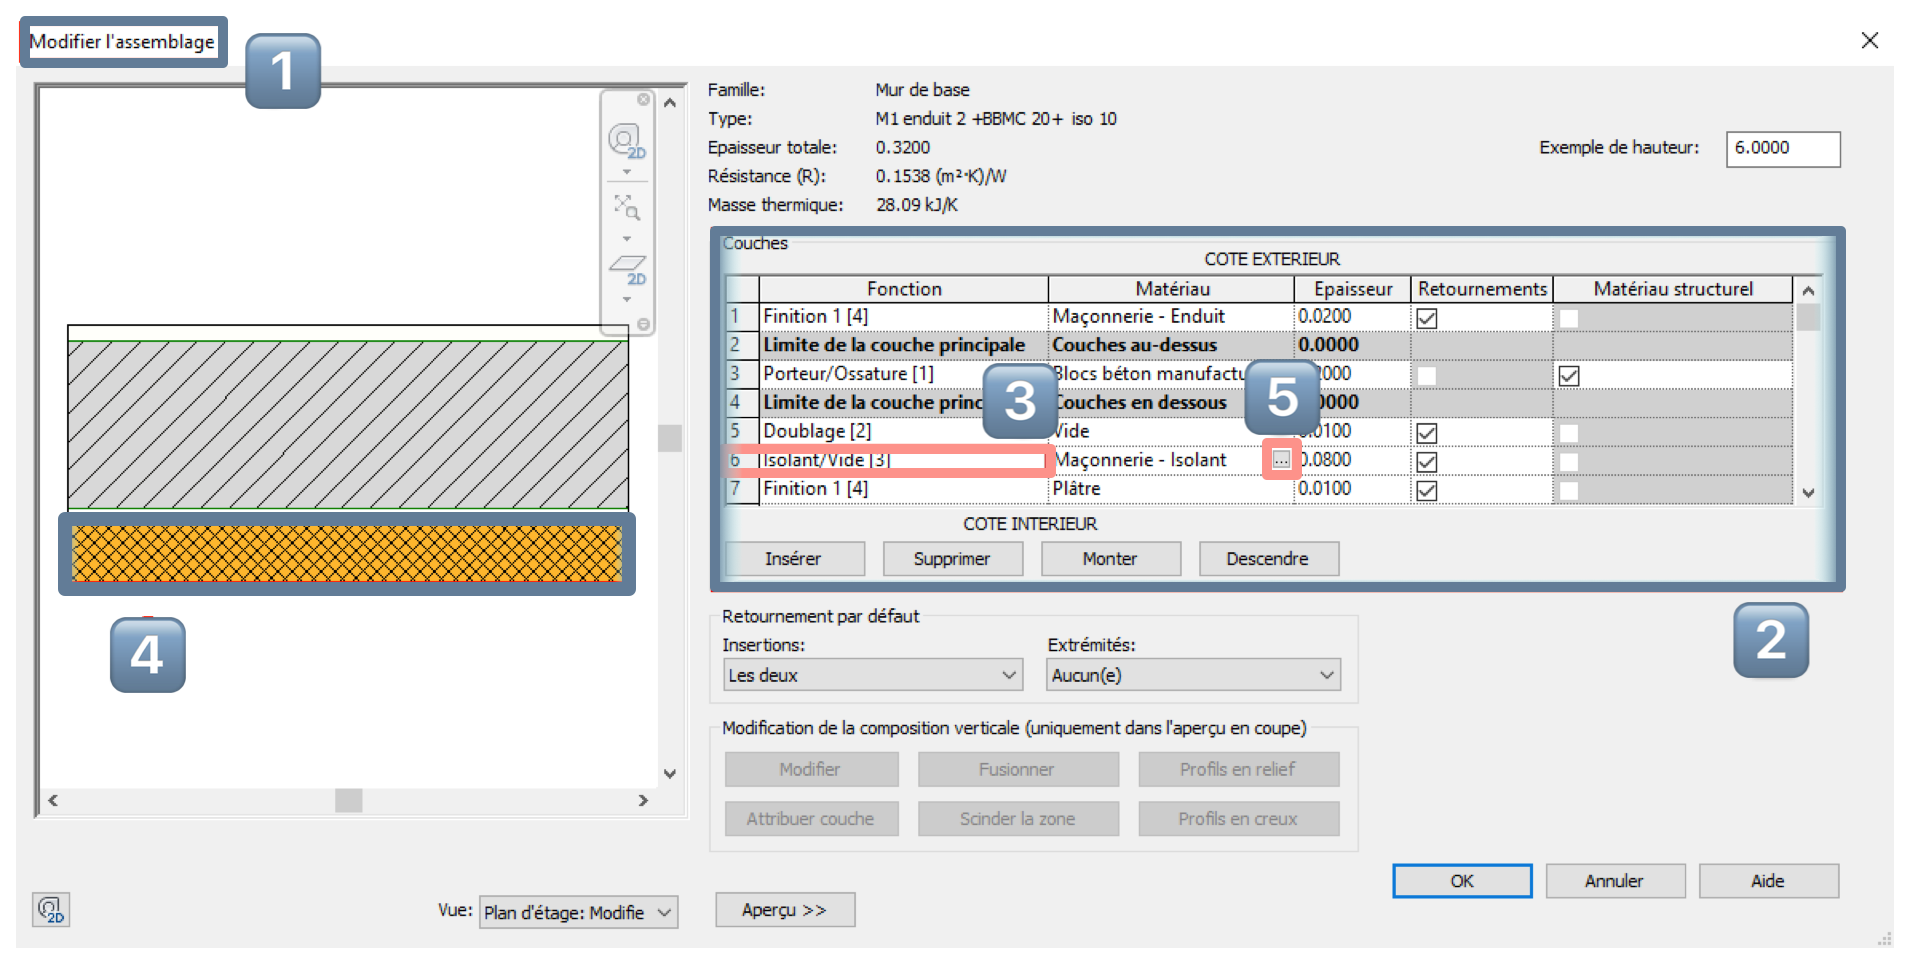 Modifier l'assemblage
1
Famille: Mur de base
Type: M1 enduit 2 +BBMC 20+ iso 10
Epaisseur totale: 0.3200
Exemple de hauteur: 6.0000
Résistance (R): 0.1538 (m²·K)/W
Masse thermique: 28.09 kJ/K
2D
2D
Couches
COTE EXTERIEUR
Fonction Matériau Epaisseur Retournements Matériau structurel
1 Finition 1 [4] Maçonnerie - Enduit 0.0200
2 Limite de la couche principale Couches au-dessus 0.0000
3 Porteur/Ossature [1] Blocs béton manufactu 2000
4 Limite de la couche princ Couches en dessous 0000
3
5
5 Doublage [2] Vide 0.0100
6 Isolant/Vide [3] Maçonnerie - Isolant ... 0.0800
7 Finition 1 [4] Plâtre 0.0100
COTE INTERIEUR
Insérer Supprimer Monter Descendre
4
2
Retournement par défaut
Insertions: Extrémités:
Les deux Aucun(e)
Modification de la composition verticale (uniquement dans l'aperçu en coupe)
Modifier Fusionner Profils en relief
Attribuer couche Scinder la zone Profils en creux
OK Annuler Aide
2D
Vue: Plan d'étage: Modifie Aperçu >>